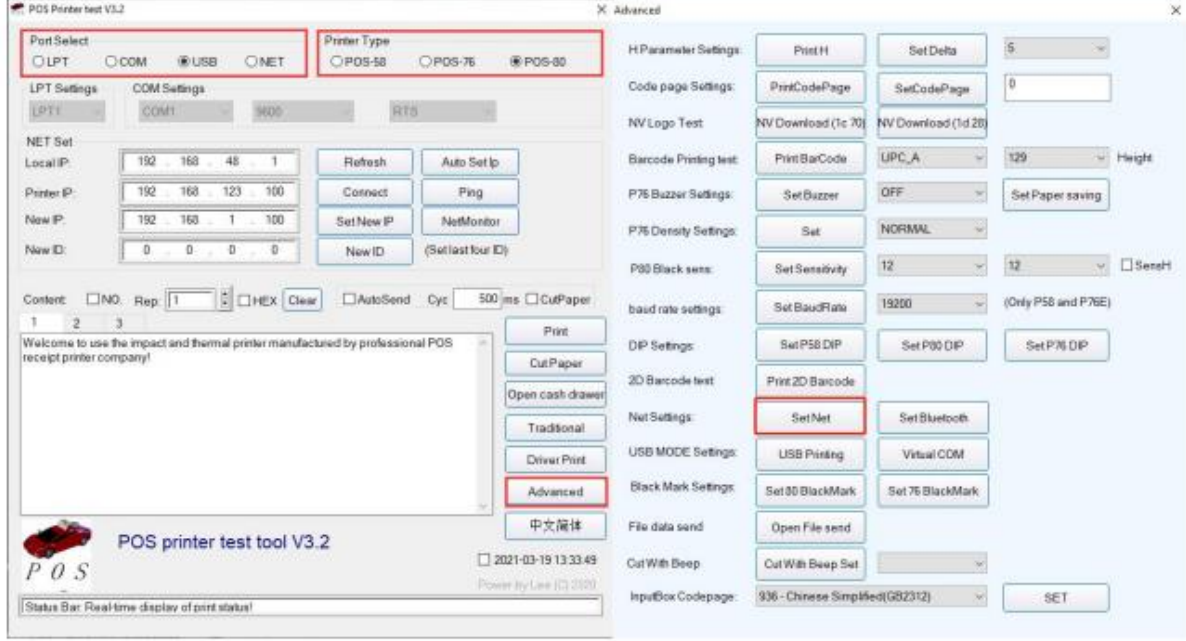 POS Printer test V3.2
Port Select
LPT COM USB NET
Printer Type
POS-58 POS-76 POS-80
LPT Settings
LPT1
COM Settings
COM1 9600 RTS
NET Set
Local IP: 192 . 168 . 48 . 1 Refresh Auto Set Ip
Printer IP: 192 . 168 . 123 . 100 Connect Ping
New IP: 192 . 168 . 1 . 100 Set New IP NetMonitor
New ID: 0 . 0 . 0 . 0 New ID (Set last four ID)
Content: NO. Rep: 1 HEX Clear AutoSend Cyc 500 ms CutPaper
1 2 3
Welcome to use the impact and thermal printer manufactured by professional POS
receipt printer company!
Print
CutPaper
Open cash drawer
Traditional
Driver Print
Advanced
中文简体
POS
POS printer test tool V3.2
2021-03-19 13:33:49
Power by Lee (C) 2020
Status Bar: Real-time display of print status!
Advanced
H Parameter Settings: Print H Set Delta 5
Code page Settings: PrintCodePage SetCodePage 0
NV Logo Test NV Download (1c 70) NV Download (1d 28)
Barcode Printing test: Print BarCode UPC_A 129 Height
P76 Buzzer Settings: Set Buzzer OFF Set Paper saving
P76 Density Settings: Set NORMAL
P80 Black sens: Set Sensitivity 12 12 SensH
baud rate settings: Set BaudRate 19200 (Only P58 and P76E)
DIP Settings: Set P58 DIP Set P80 DIP Set P76 DIP
2D Barcode test Print 2D Barcode
Net Settings: Set Net Set Bluetooth
USB MODE Settings: USB Printing Virtual COM
Black Mark Settings: Set 80 BlackMark Set 76 BlackMark
File data send Open File send
Cut With Beep Cut With Beep Set
InputBox Codepage: 936 - Chinese Simplified(GB2312) SET